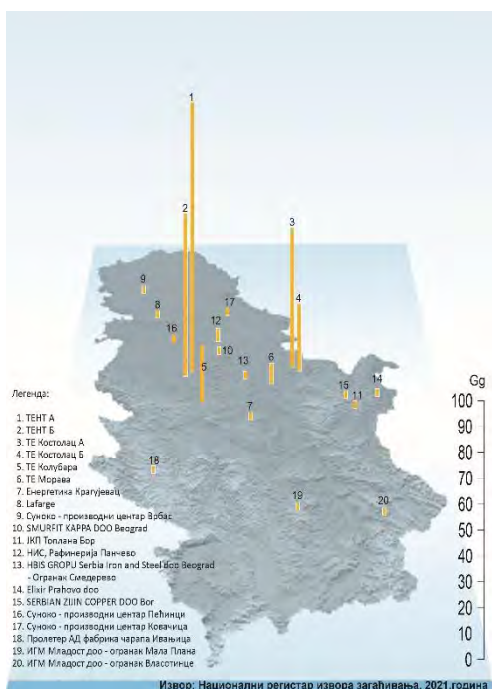 1
2
3
4
9
17
8
16
12
10
5
13
6
15
14
11
7
18
19
20
Gg
100
90
80
70
60
50
40
30
20
10
0
Легенда:
1. ТЕНТ А
2. ТЕНТ Б
3. ТЕ Костолац А
4. ТЕ Костолац Б
5. ТЕ Колубара
6. ТЕ Морава
7. Енергетика Крагујевац
8. Lafarge
9. Суноко - производни центар Врбас
10. SMURFIT KAPPA DOO Beograd
11. ЈКП Топлана Бор
12. НИС, Рафинерија Панчево
13. HBIS GROPU Serbia Iron and Steel doo Beograd
- Огранак Смедерево
14. Elixir Prahovo doo
15. SERBIAN ZIJIN COPPER DOO Bor
16. Суноко - производни центар Пећинци
17. Суноко - производни центар Ковачица
18. Пролетер АД фабрика чарапа Ивањица
19. ИГМ Младост доо - огранак Мала Плана
20. ИГМ Младост доо - огранак Власотинце
Извор: Национални регистар извора загађивања, 2021.година